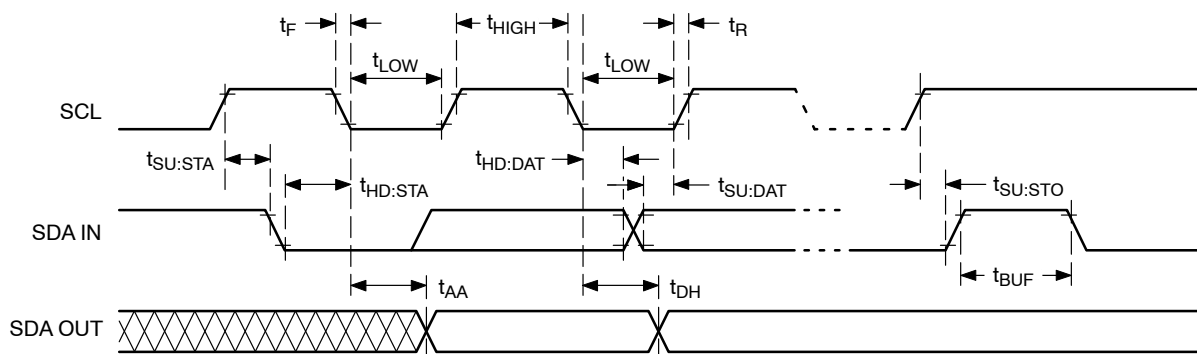 tF tHIGH tR
tLOW tLOW
SCL
tSU:STA tHD:STA tHD:DAT tSU:DAT tSU:STO
SDA IN
tAA tDH tBUF
SDA OUT